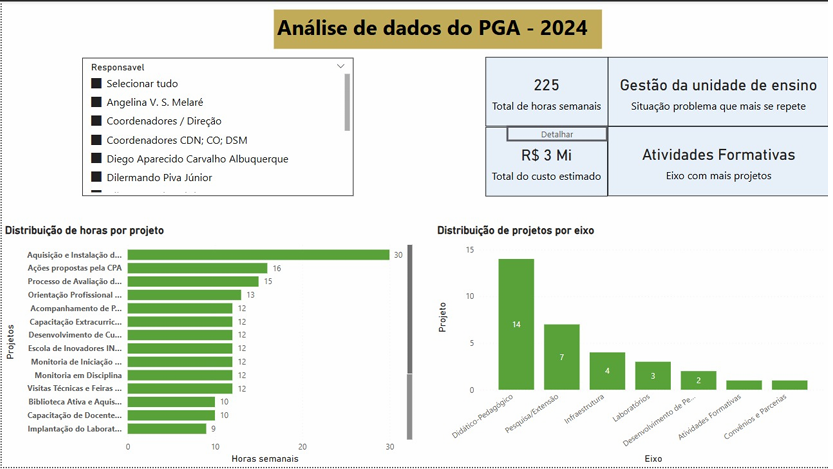 Análise de dados do PGA - 2024
Responsavel
Selecionar tudo
Angelina V. S. Melaré
Coordenadores / Direção
Coordenadores CDN; CO; DSM
Diego Aparecido Carvalho Albuquerque
Dilermando Piva Júnior
225
Total de horas semanais
Gestão da unidade de ensino
Situação problema que mais se repete
Detalhar
R$ 3 Mi
Total do custo estimado
Atividades Formativas
Eixo com mais projetos
Distribuição de horas por projeto
Projetos
Aquisição e Instalação d... 30
Ações propostas pela CPA 16
Processo de Avaliação d... 15
Orientação Profissional ... 13
Acompanhamento de P... 12
Capacitação Extracurric... 12
Desenvolvimento de Cu... 12
Escola de Inovadores IN... 12
Monitoria de Iniciação ... 12
Monitoria em Disciplina 12
Visitas Técnicas e Feiras ... 12
Biblioteca Ativa e Aquis... 10
Capacitação de Docente... 10
Implantação do Laborat... 9
0 10 20 30
Horas semanais
Distribuição de projetos por eixo
Projeto
15
10
5
0
14 7 4 3 2
Didático-Pedagógico
Pesquisa/Extensão
Infraestrutura
Laboratórios
Desenvolvimento de Pe...
Atividades Formativas
Convênios e Parcerias
Eixo